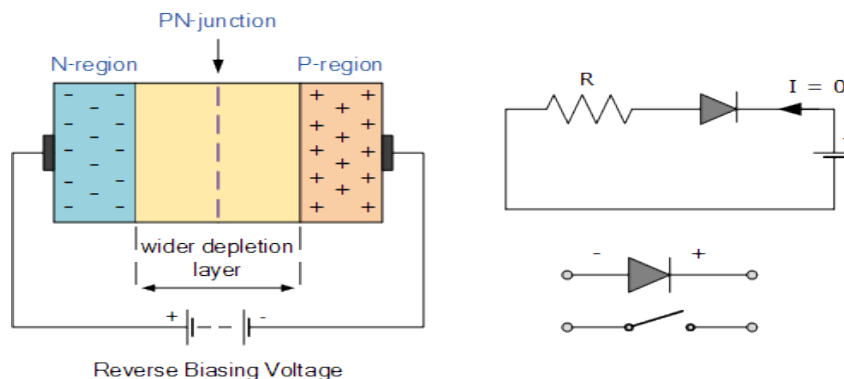 PN-junction
N-region
P-region
- - - - - - - - - - - - -
+ + + + + + + + + + + + + +
wider depletion
layer
+ -
Reverse Biasing Voltage
R
I = 0
- +